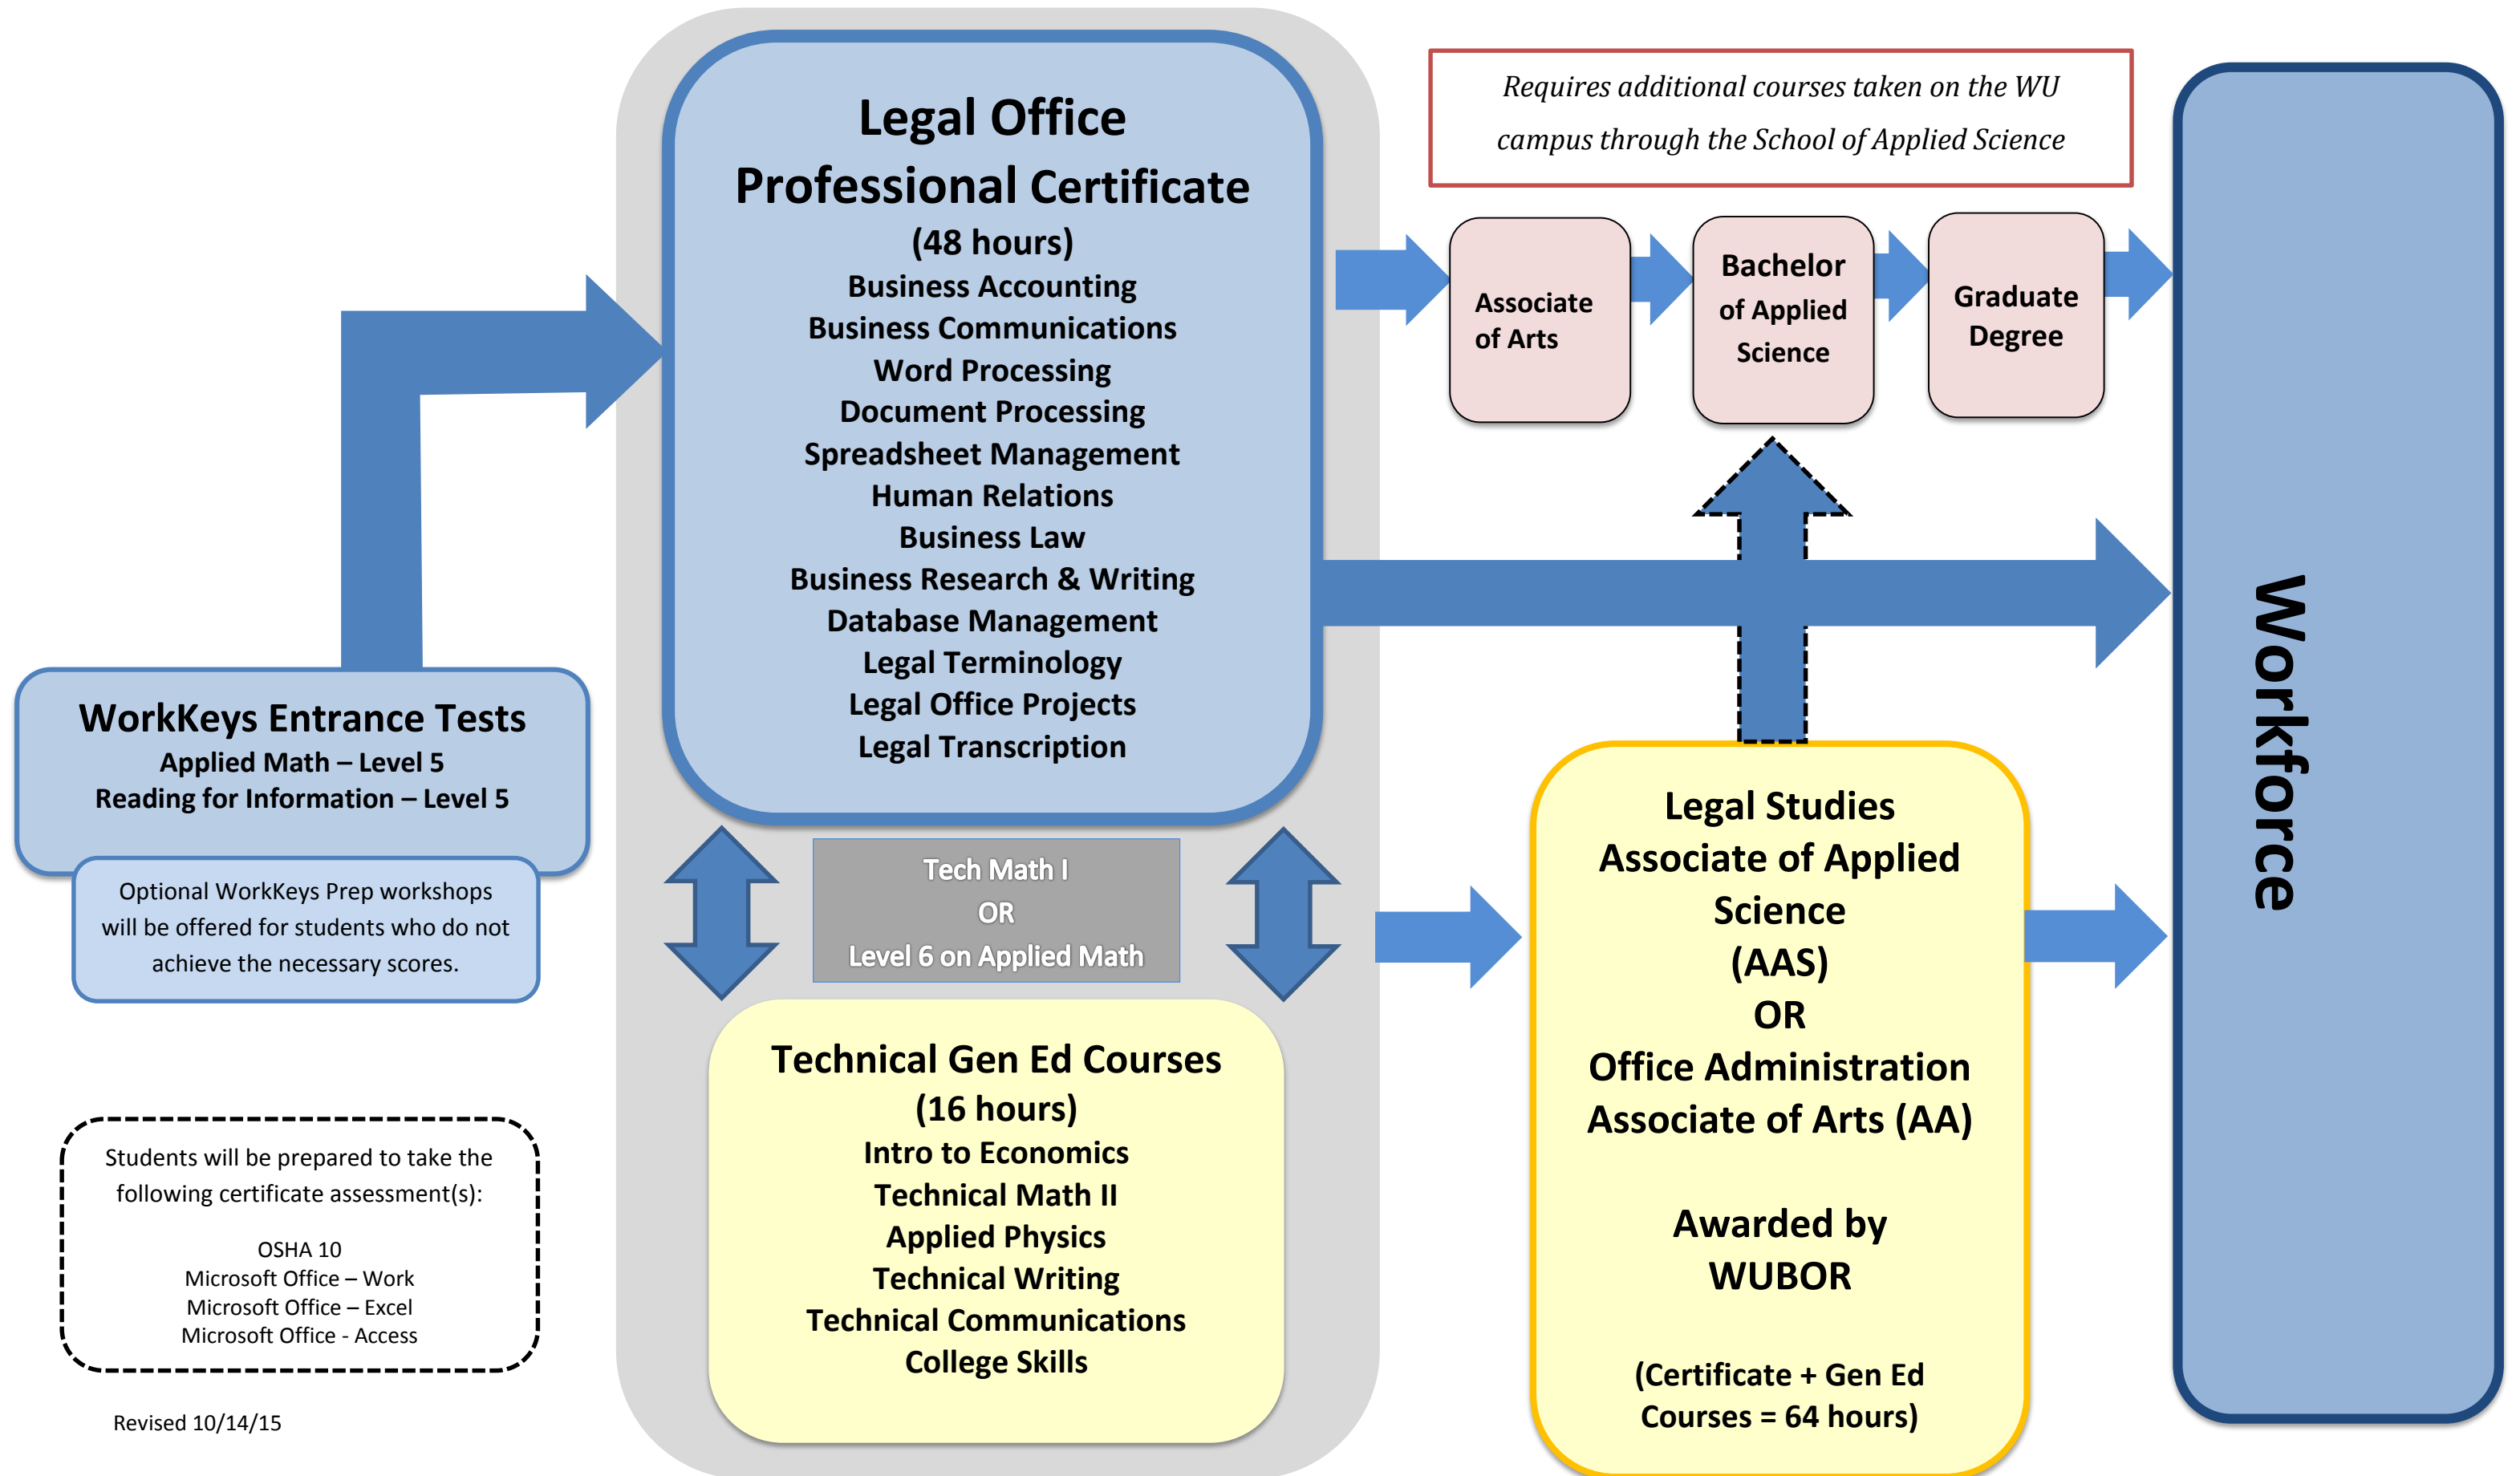 Legal Office
Professional Certificate
(48 hours)
Business Accounting
Business Communications
Word Processing
Document Processing
Spreadsheet Management
Human Relations
Business Law
Business Research & Writing
Database Management
Legal Terminology
Legal Office Projects
Legal Transcription
Requires additional courses taken on the WU
campus through the School of Applied Science
Associate
of Arts
Bachelor
of Applied
Science
Graduate
Degree
Workforce
WorkKeys Entrance Tests
Applied Math – Level 5
Reading for Information – Level 5
Optional WorkKeys Prep workshops
will be offered for students who do not
achieve the necessary scores.
Tech Math I
OR
Level 6 on Applied Math
Technical Gen Ed Courses
(16 hours)
Intro to Economics
Technical Math II
Applied Physics
Technical Writing
Technical Communications
College Skills
Legal Studies
Associate of Applied
Science
(AAS)
OR
Office Administration
Associate of Arts (AA)
Awarded by
WUBOR
(Certificate + Gen Ed
Courses = 64 hours)
Students will be prepared to take the
following certificate assessment(s):
OSHA 10
Microsoft Office – Work
Microsoft Office – Excel
Microsoft Office - Access
Revised 10/14/15